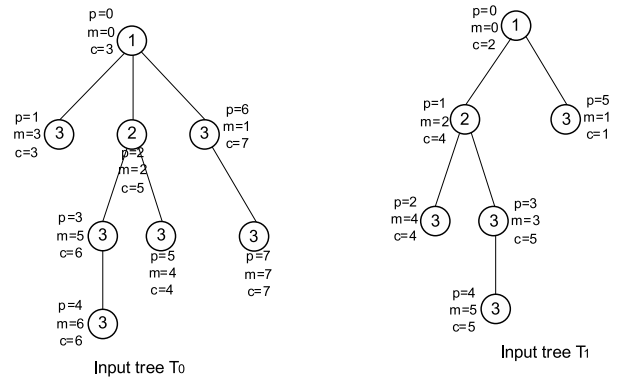 p=0
m=0
c=3
1
p=1
m=3
c=3
3
2
p=2
m=2
c=5
3
p=6
m=1
c=7
p=3
m=5
c=6
3
3
p=5
m=4
c=4
3
p=7
m=7
c=7
p=4
m=6
c=6
3
Input tree T0
p=0
m=0
c=2
1
p=1
m=2
c=4
2
3
p=5
m=1
c=1
p=2
m=4
c=4
3
3
p=3
m=3
c=5
p=4
m=5
c=5
3
Input tree T1